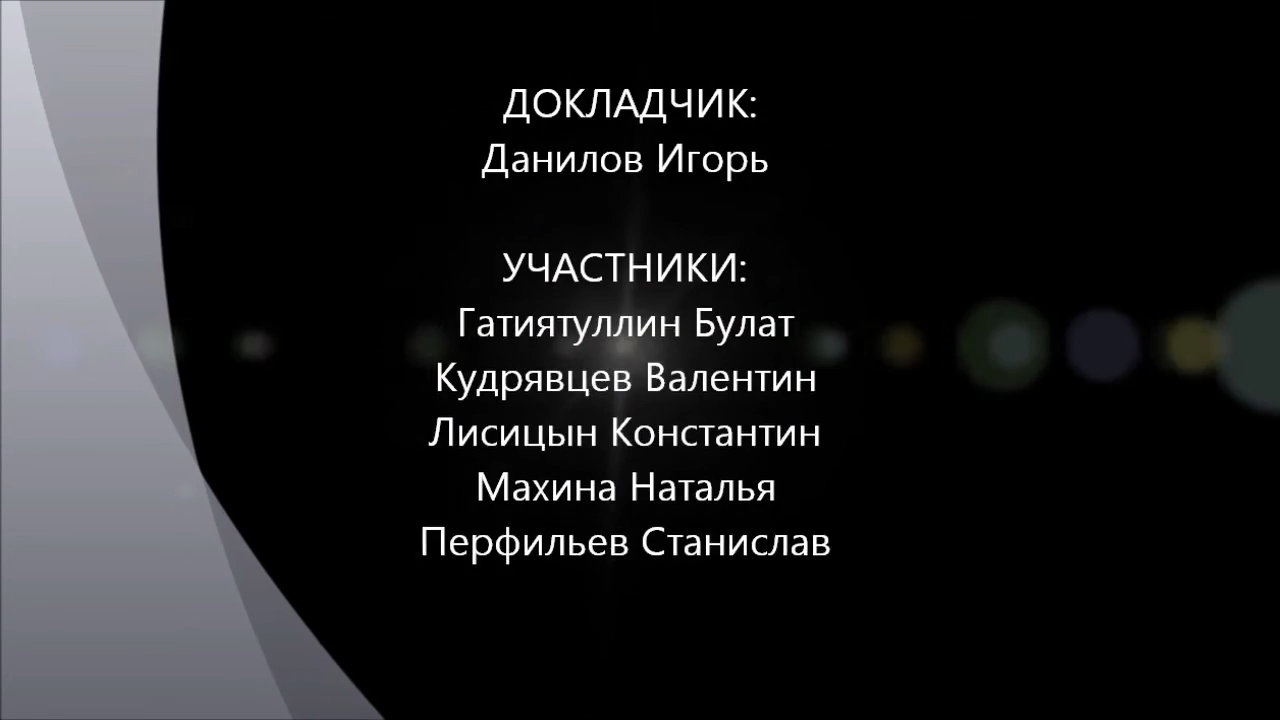 ДОКЛАДЧИК:
Данилов Игорь
УЧАСТНИКИ:
Гатиятуллин Булат
Кудрявцев Валентин
Лисицын Константин
Махина Наталья
Перфильев Станислав